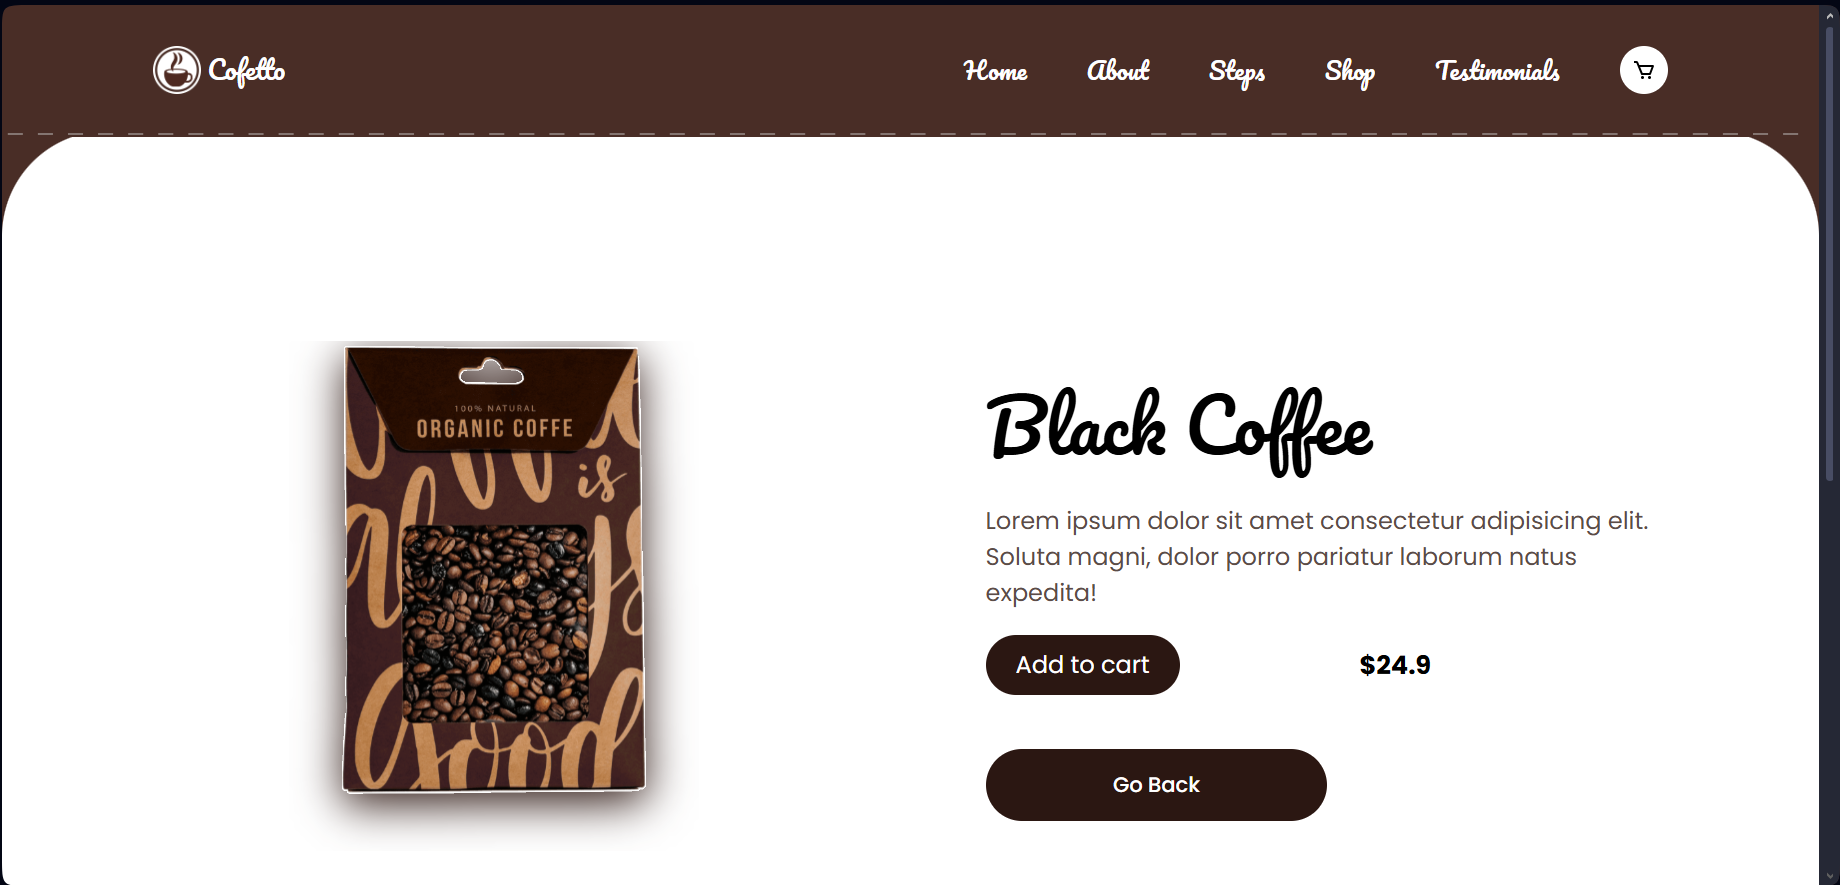 Cofetto
Home About Steps Shop Testimonials
100% NATURAL
ORGANIC COFFE
is
Good
Black Coffee
Lorem ipsum dolor sit amet consectetur adipisicing elit.
Soluta magni, dolor porro pariatur laborum natus
expedita!
Add to cart
$24.9
Go Back